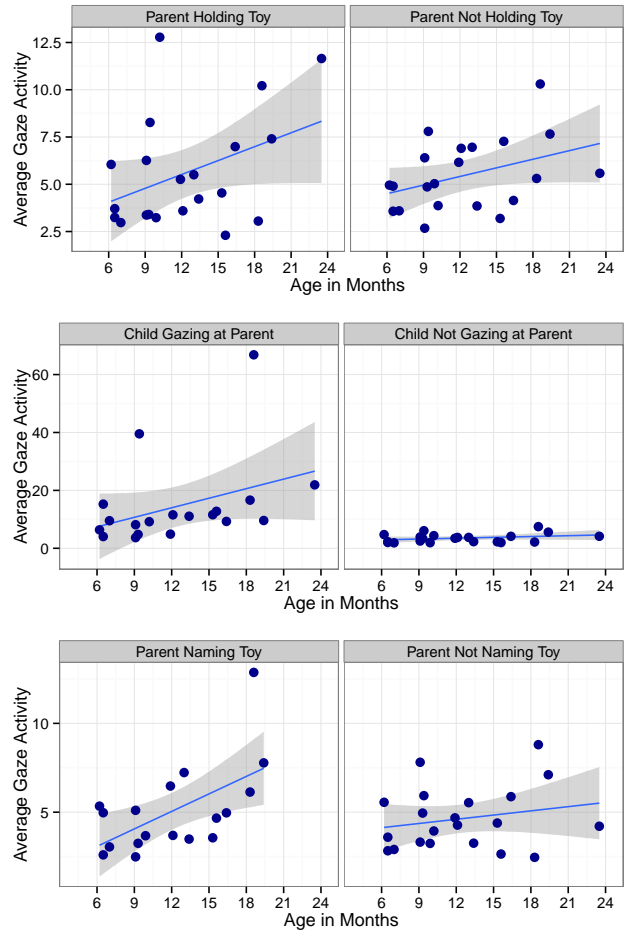 Parent Holding Toy Parent Not Holding Toy
Average Gaze Activity
12.5
10.0
7.5
5.0
2.5
6 9 12 15 18 21 24 6 9 12 15 18 21 24
Age in Months
Child Gazing at Parent Child Not Gazing at Parent
Average Gaze Activity
60
40
20
0
6 9 12 15 18 21 24 6 9 12 15 18 21 24
Age in Months
Parent Naming Toy Parent Not Naming Toy
Average Gaze Activity
10
5
6 9 12 15 18 21 24 6 9 12 15 18 21 24
Age in Months